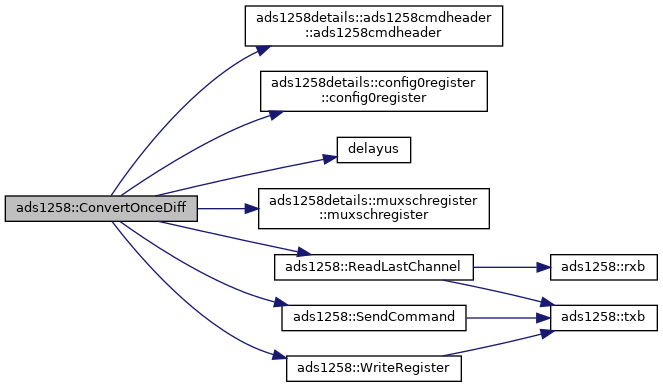 ads1258details::ads1258cmdheader
::ads1258cmdheader
ads1258details::config0register
::config0register
delayus
ads1258::ConvertOnceDiff
ads1258details::muxschregister
::muxschregister
ads1258::ReadLastChannel
ads1258::rxb
ads1258::SendCommand
ads1258::txb
ads1258::WriteRegister